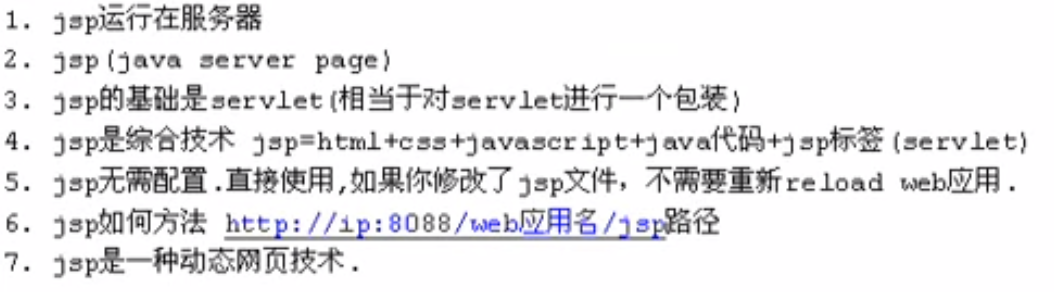 1. jsp运行在服务器
2. jsp(java server page)
3. jsp的基础是servlet(相当于对servlet进行一个包装)
4. jsp是综合技术 jsp=html+css+javascript+java代码+jsp标签(servlet)
5. jsp无需配置.直接使用,如果你修改了jsp文件，不需要重新reload web应用.
6. jsp如何方法 http://ip:8088/web应用名/jsp路径
7. jsp是一种动态网页技术.